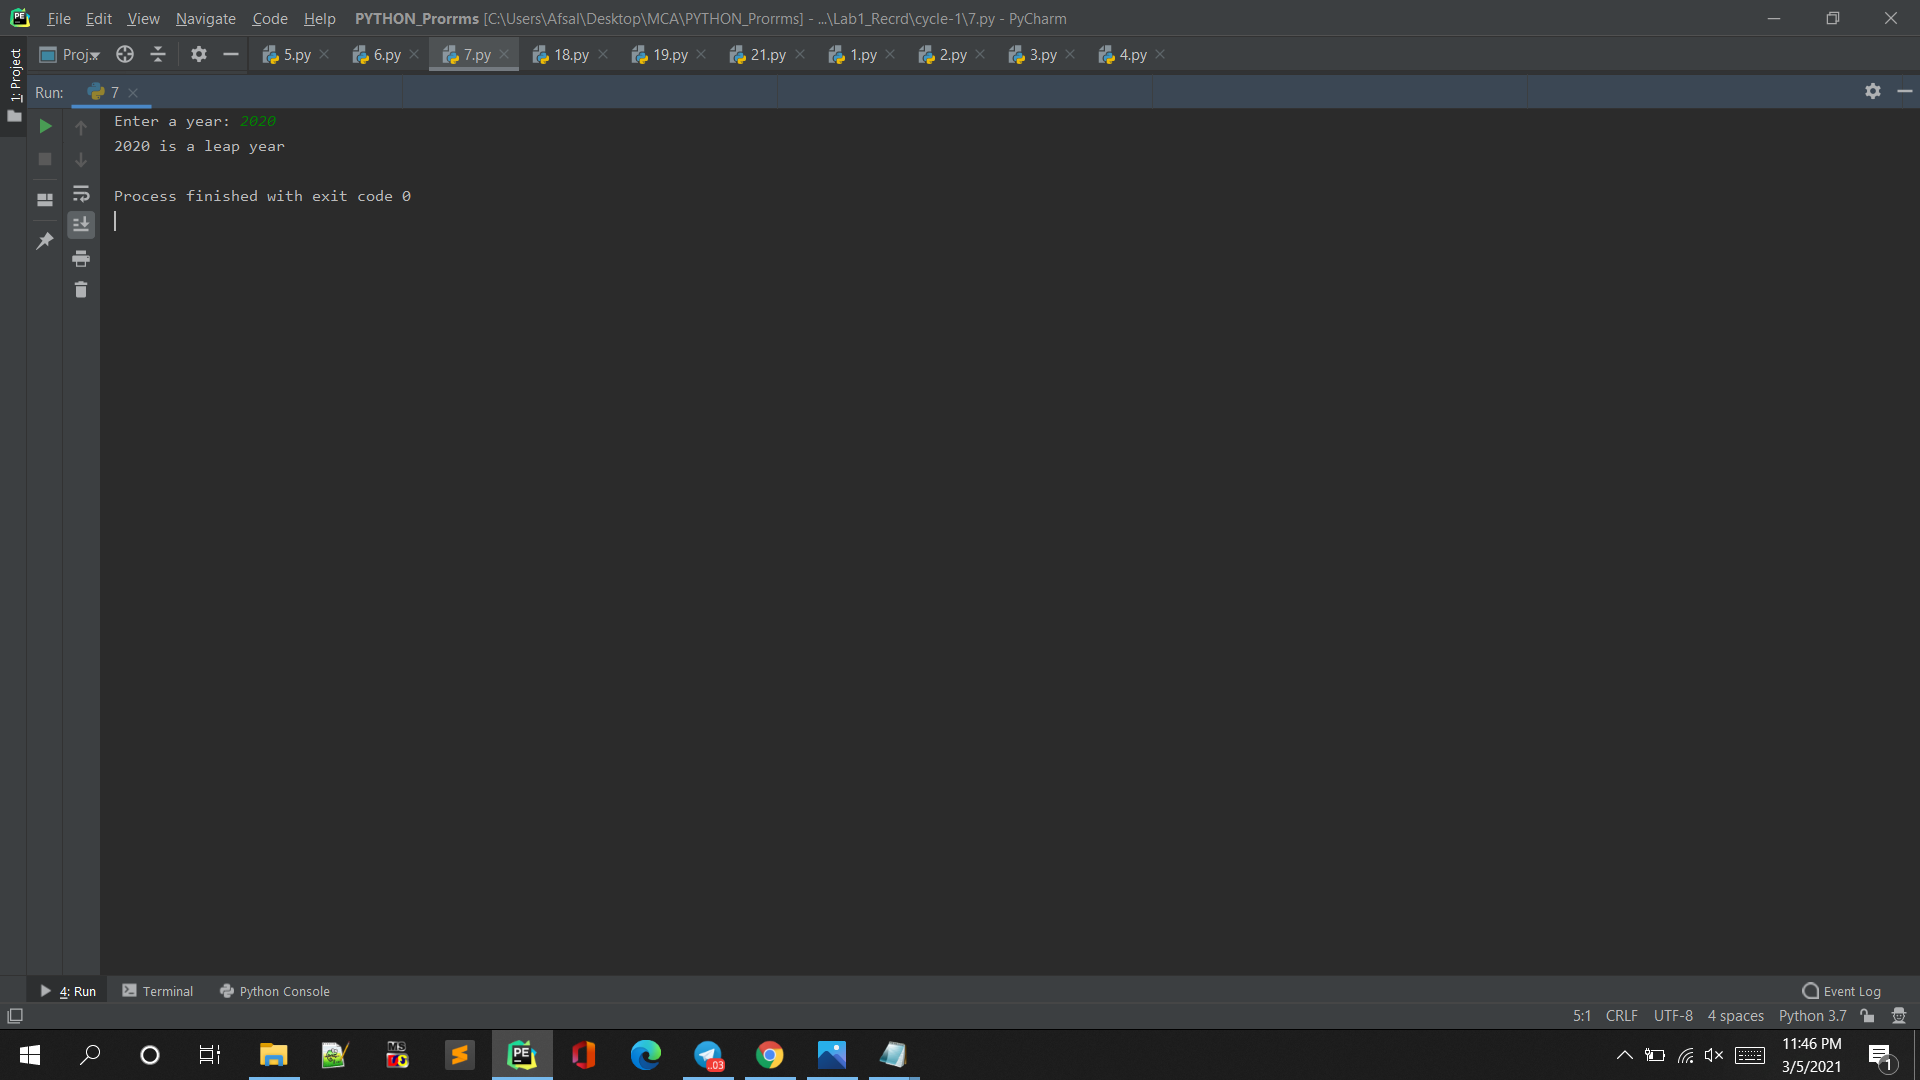 File Edit View Navigate Code Help PYTHON_Prorrms [C:\Users\Afsal\Desktop\MCA\PYTHON_Prorrms] - ...\Lab1_Recrd\cycle-1\7.py - PyCharm
1: Project
Proj.. 5.py 6.py 7.py 18.py 19.py 21.py 1.py 2.py 3.py 4.py
Run: 7
Enter a year: 2020
2020 is a leap year
Process finished with exit code 0
4: Run Terminal Python Console Event Log
5:1 CRLF UTF-8 4 spaces Python 3.7
PE
MS
LO
PE
..03
11:46 PM
3/5/2021
1